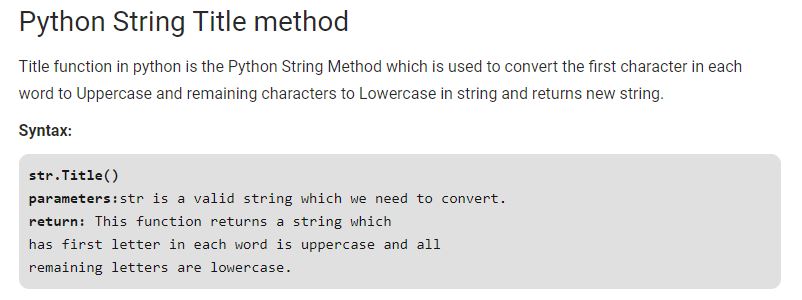 Python String Title method
Title function in python is the Python String Method which is used to convert the first character in each
word to Uppercase and remaining characters to Lowercase in string and returns new string.
Syntax:
str.Title()
parameters:str is a valid string which we need to convert.
return: This function returns a string which
has first letter in each word is uppercase and all
remaining letters are lowercase.